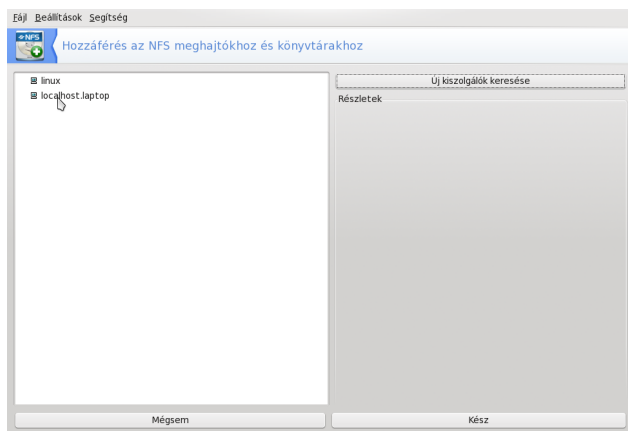 Fájl Beállítások Segítség
NFS
Hozzáférés az NFS meghajtókhoz és könyvtárakhoz
linux
localhost.laptop
Új kiszolgálók keresése
Részletek
Mégsem
Kész